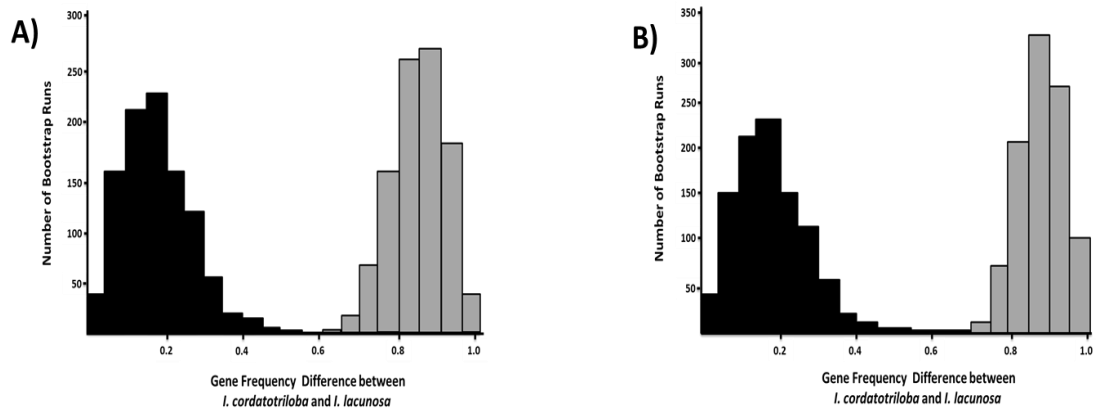 A)
300
250
200
150
100
50
Number of Bootstrap Runs
0.2 0.4 0.6 0.8 1.0
Gene Frequency Difference between
I. cordatotriloba and I. lacunosa
B)
350
300
250
200
150
100
50
Number of Bootstrap Runs
0.2 0.4 0.6 0.8 1.0
Gene Frequency Difference between
I. cordatotriloba and I. lacunosa